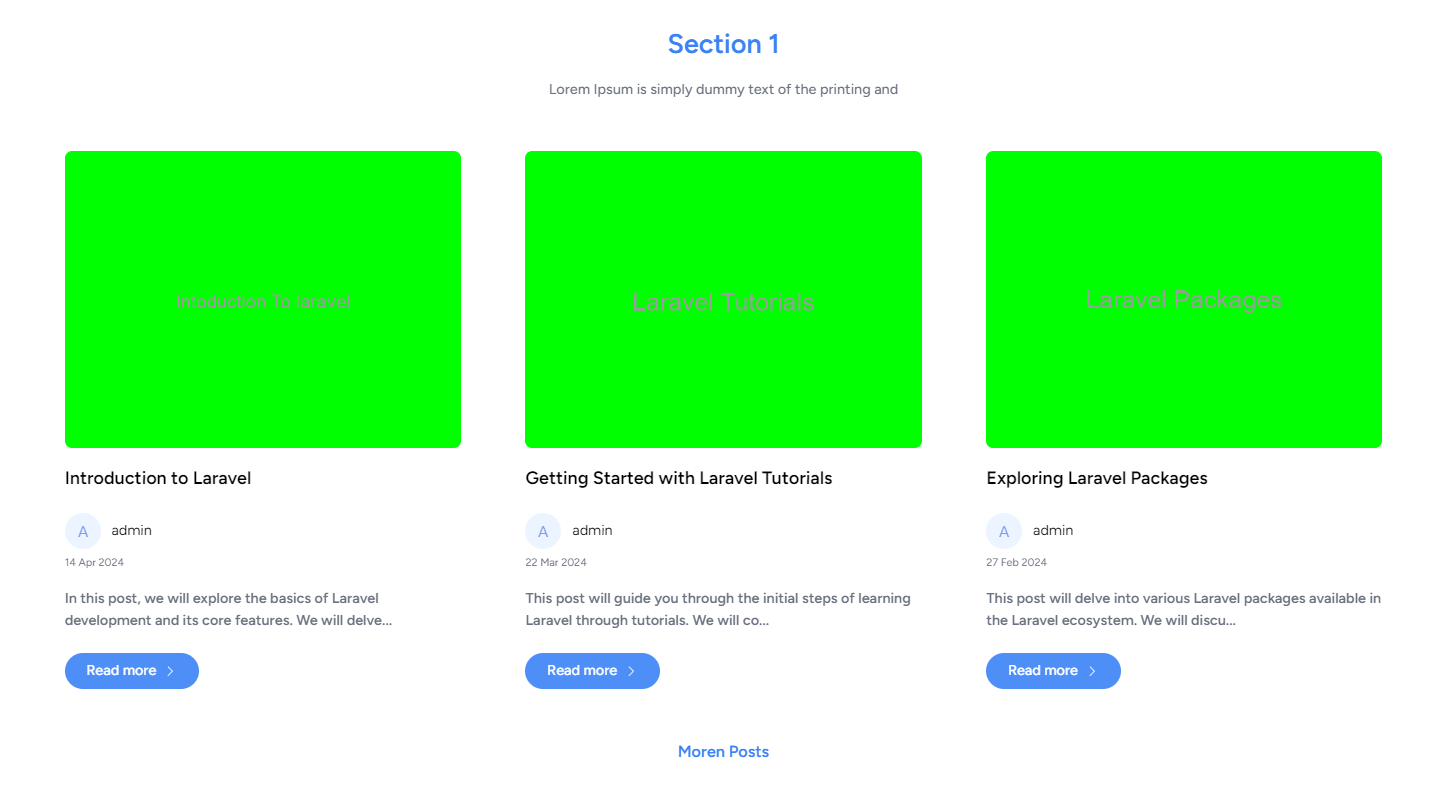 Section 1
Lorem Ipsum is simply dummy text of the printing and
Intoduction To laravel
Laravel Tutorials
Laravel Packages
Introduction to Laravel
A admin
14 Apr 2024
In this post, we will explore the basics of Laravel
development and its core features. We will delve...
Read more
Getting Started with Laravel Tutorials
A admin
22 Mar 2024
This post will guide you through the initial steps of learning
Laravel through tutorials. We will co...
Read more
Exploring Laravel Packages
A admin
27 Feb 2024
This post will delve into various Laravel packages available in
the Laravel ecosystem. We will discu...
Read more
Moren Posts